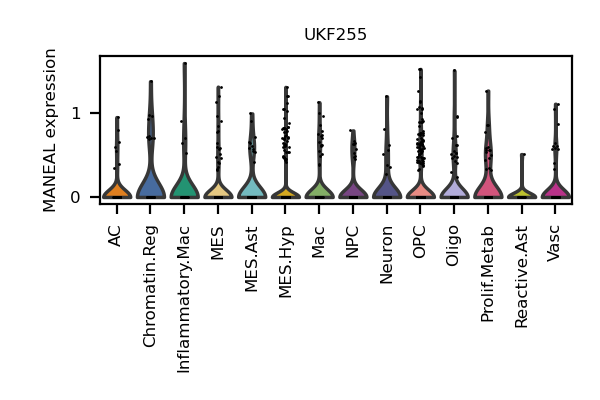 UKF255
MANEAL expression
1
0
AC
Chromatin.Reg
Inflammatory.Mac
MES
MES.Ast
MES.Hyp
Mac
NPC
Neuron
OPC
Oligo
Prolif.Metab
Reactive.Ast
Vasc